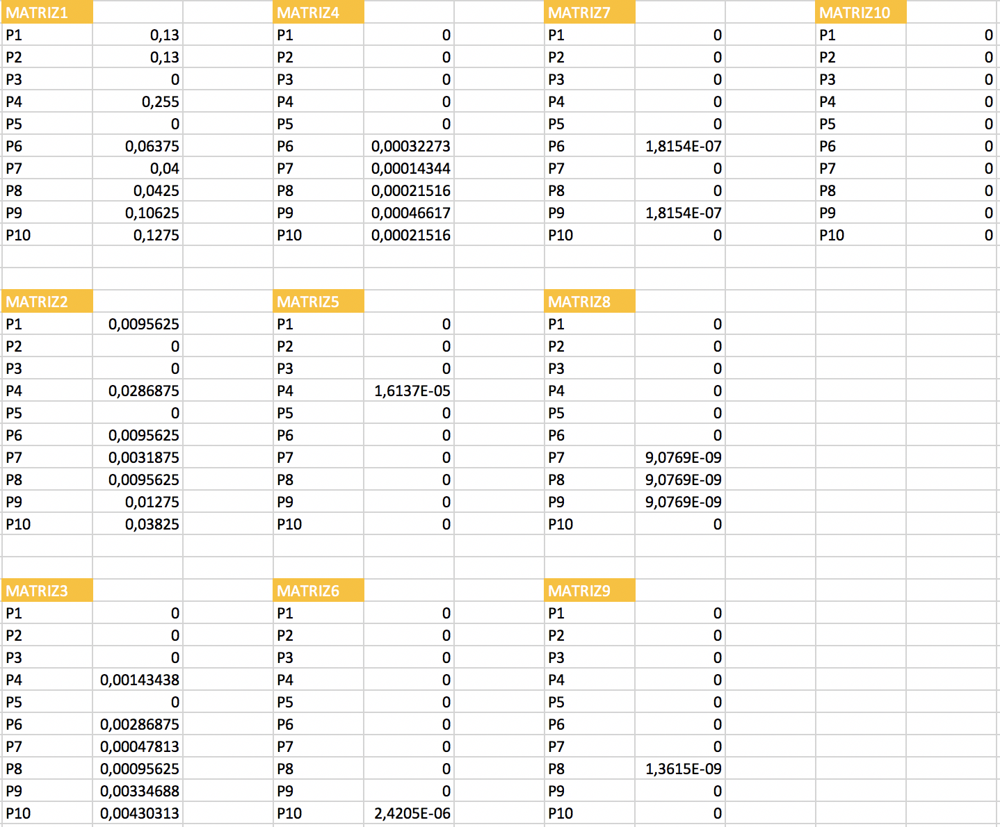 MATRIZ1 MATRIZ4 MATRIZ7 MATRIZ10
P1 0,13 P1 0 P1 0 P1 0
P2 0,13 P2 0 P2 0 P2 0
P3 0 P3 0 P3 0 P3 0
P4 0,255 P4 0 P4 0 P4 0
P5 0 P5 0 P5 0 P5 0
P6 0,06375 P6 0,00032273 P6 1,8154E-07 P6 0
P7 0,04 P7 0,00014344 P7 0 P7 0
P8 0,0425 P8 0,00021516 P8 0 P8 0
P9 0,10625 P9 0,00046617 P9 1,8154E-07 P9 0
P10 0,1275 P10 0,00021516 P10 0 P10 0
MATRIZ2 MATRIZ5 MATRIZ8
P1 0,0095625 P1 0 P1 0
P2 0 P2 0 P2 0
P3 0 P3 0 P3 0
P4 0,0286875 P4 1,6137E-05 P4 0
P5 0 P5 0 P5 0
P6 0,0095625 P6 0 P6 0
P7 0,0031875 P7 0 P7 9,0769E-09
P8 0,0095625 P8 0 P8 9,0769E-09
P9 0,01275 P9 0 P9 9,0769E-09
P10 0,03825 P10 0 P10 0
MATRIZ3 MATRIZ6 MATRIZ9
P1 0 P1 0 P1 0
P2 0 P2 0 P2 0
P3 0 P3 0 P3 0
P4 0,00143438 P4 0 P4 0
P5 0 P5 0 P5 0
P6 0,00286875 P6 0 P6 0
P7 0,00047813 P7 0 P7 0
P8 0,00095625 P8 0 P8 1,3615E-09
P9 0,00334688 P9 0 P9 0
P10 0,00430313 P10 2,4205E-06 P10 0